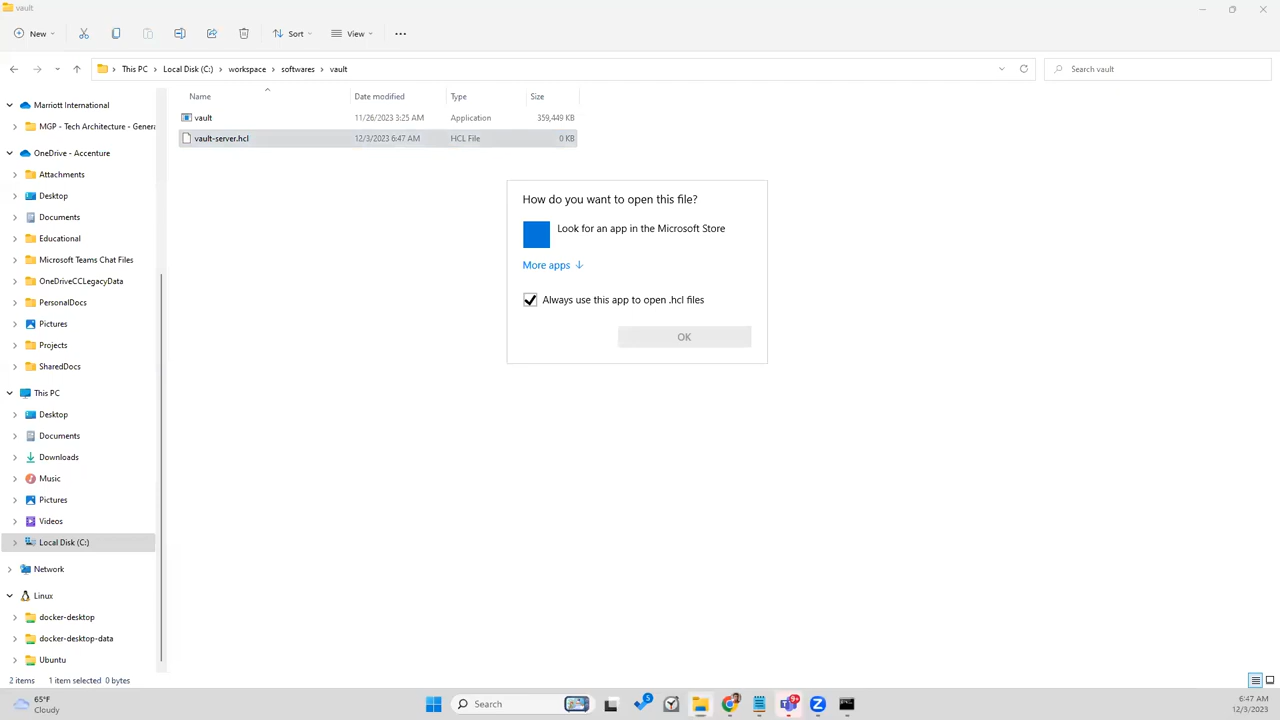 vault
New
Sort
View
This PC > Local Disk (C:) > workspace > softwares > vault
Search vault
Name Date modified Type Size
vault 11/26/2023 3:25 AM Application 359,449 KB
vault-server.hcl 12/3/2023 6:47 AM HCL File 0 KB
Marriott International
MGP - Tech Architecture - Genera
OneDrive - Accenture
Attachments
Desktop
Documents
Educational
Microsoft Teams Chat Files
OneDriveCCLegacyData
PersonalDocs
Pictures
Projects
SharedDocs
This PC
Desktop
Documents
Downloads
Music
Pictures
Videos
Local Disk (C:)
Network
Linux
docker-desktop
docker-desktop-data
Ubuntu
How do you want to open this file?
Look for an app in the Microsoft Store
More apps ↓
Always use this app to open .hcl files
OK
2 items 1 item selected 0 bytes
65°F
Cloudy
Search
5
9+
6:47 AM
12/3/2023